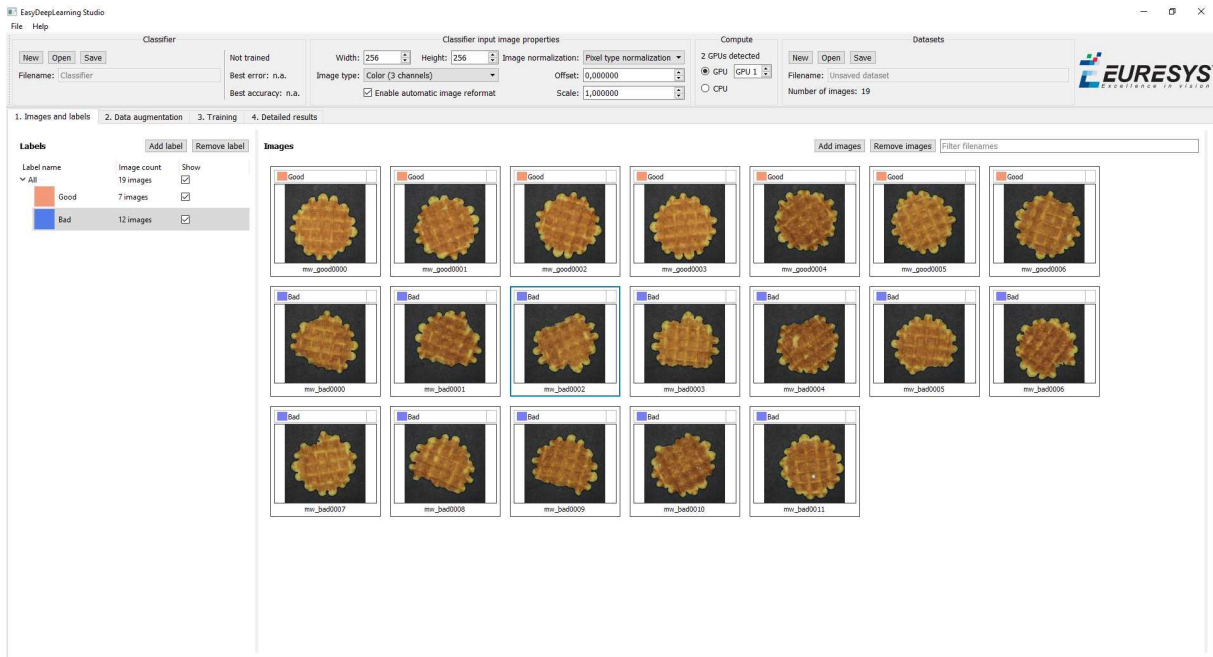 EasyDeepLearning Studio
File Help
Classifier
New Open Save
Filename: Classifier
Not trained
Best error: n.a.
Best accuracy: n.a.
Classifier input image properties
Width: 256 Height: 256 Image normalization: Pixel type normalization
Image type: Color (3 channels) Offset: 0,000000
Enable automatic image reformat Scale: 1,000000
Compute
2 GPUs detected
GPU GPU 1
CPU
Datasets
New Open Save
Filename: Unsaved dataset
Number of images: 19
EURESYS
Excellence in vision
1. Images and labels 2. Data augmentation 3. Training 4. Detailed results
Labels Add label Remove label
Label name Image count Show
All 19 images
Good 7 images
Bad 12 images
Images Add images Remove images Filter filenames
Good Good Good Good Good Good Good
mw_good0000 mw_good0001 mw_good0002 mw_good0003 mw_good0004 mw_good0005 mw_good0006
Bad Bad Bad Bad Bad Bad Bad
mw_bad0000 mw_bad0001 mw_bad0002 mw_bad0003 mw_bad0004 mw_bad0005 mw_bad0006
Bad Bad Bad Bad Bad
mw_bad0007 mw_bad0008 mw_bad0009 mw_bad0010 mw_bad0011